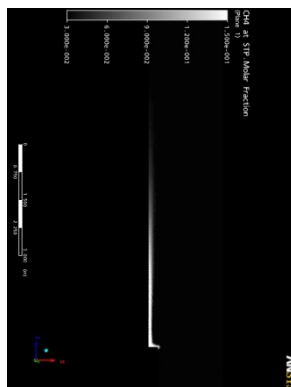 CH4 at STP.Molar Fraction
(Plane 1)
1.500e-001
1.200e-001
9.000e-002
6.000e-002
3.000e-002
0
0.750
1.500
2.250
3.000 (m)